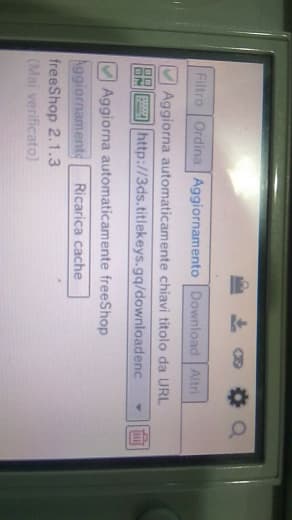 Filtro Ordina Aggiornamento Download Altri
Aggiorna automaticamente chiavi titolo da URL
http://3ds.titlekeys.gq/downloadenc
Aggiorna automaticamente freeShop
Aggiornamento Ricarica cache
freeShop 2.1.3
(Mai verificato)